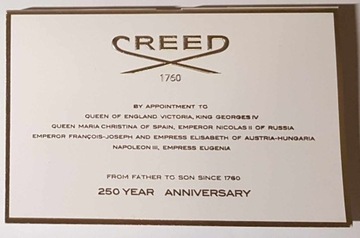 CREED
1760
BY APPOINTMENT TO
QUEEN OF ENGLAND VICTORIA, KING GEORGES IV
QUEEN MARIA CHRISTINA OF SPAIN, EMPEROR NICOLAS II OF RUSSIA
EMPEROR FRANÇOIS-JOSEPH AND EMPRESS ELISABETH OF AUSTRIA-HUNGARIA
NAPOLEON III, EMPRESS EUGENIA
FROM FATHER TO SON SINCE 1760
250 YEAR ANNIVERSARY